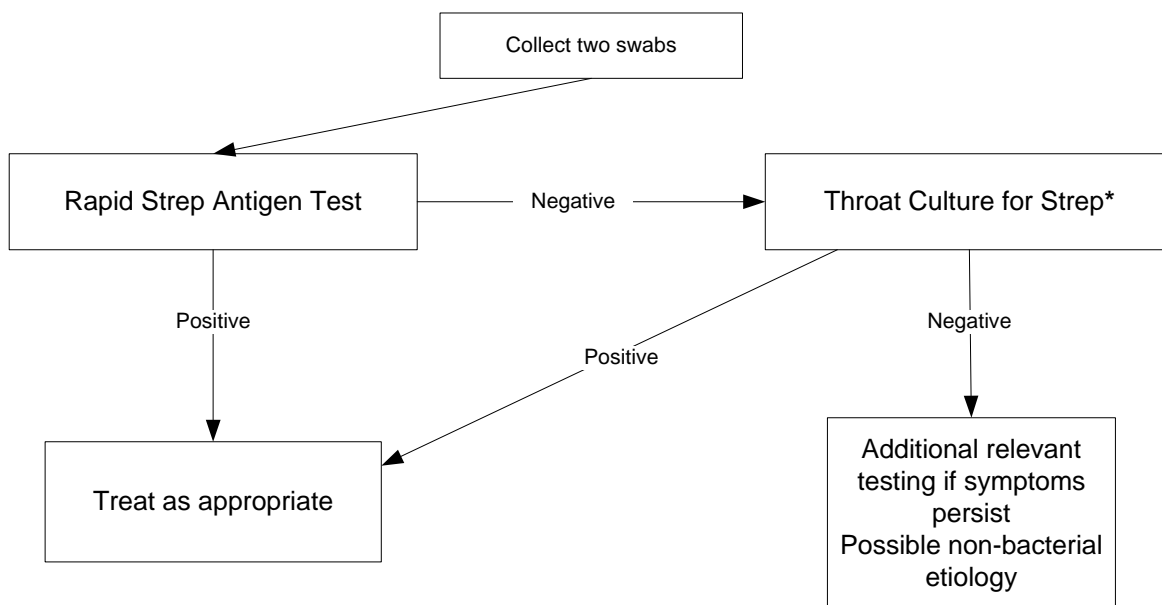 Collect two swabs
Rapid Strep Antigen Test
Negative
Throat Culture for Strep*
Positive
Negative
Positive
Treat as appropriate
Additional relevant
testing if symptoms
persist
Possible non-bacterial
etiology